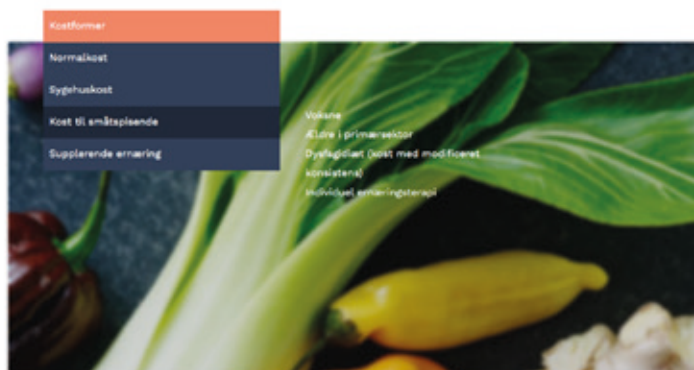 Kostformer
Normalkost
Sygehuskost
Kost til småtspisende
Supplerende ernæring
Voksne
Ældre i primærsektor
Dysfagidiæt (kost med modificeret
konsistens)
Individuel ernæringsterapi